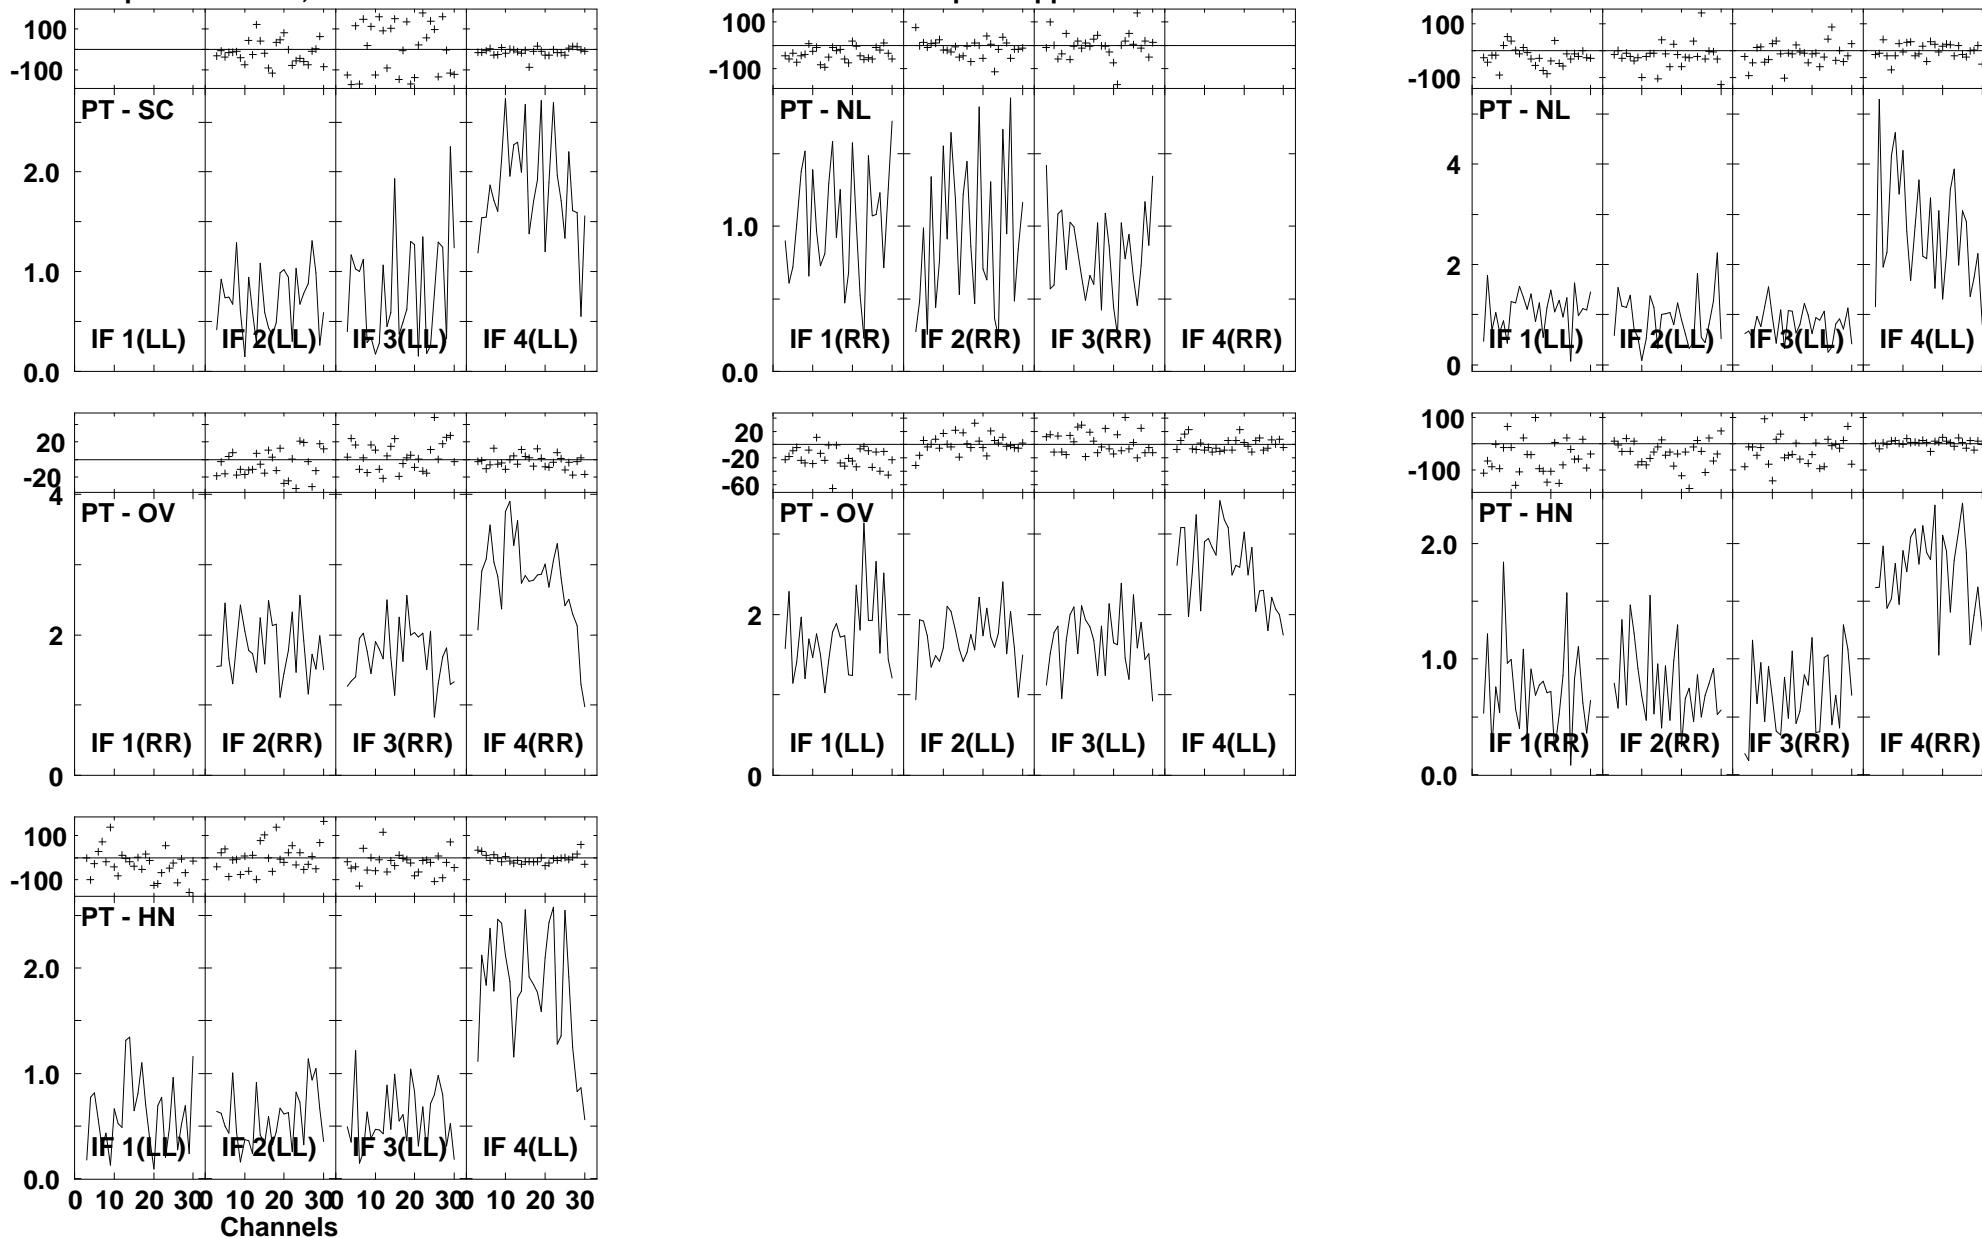 100
-100
PT - SC
2.0
1.0
0.0
IF 1(LL) IF 2(LL) IF 3(LL) IF 4(LL)
100
-100
PT - NL
1.0
0.0
IF 1(RR) IF 2(RR) IF 3(RR) IF 4(RR)
100
-100
PT - NL
4
2
0
IF 1(LL) IF 2(LL) IF 3(LL) IF 4(LL)
20
-20
4
PT - OV
2
0
IF 1(RR) IF 2(RR) IF 3(RR) IF 4(RR)
20
-20
-60
PT - OV
2
0
IF 1(LL) IF 2(LL) IF 3(LL) IF 4(LL)
100
-100
PT - HN
2.0
1.0
0.0
IF 1(RR) IF 2(RR) IF 3(RR) IF 4(RR)
100
-100
PT - HN
2.0
1.0
0.0
IF 1(LL) IF 2(LL) IF 3(LL) IF 4(LL)
0 10 20 30 0 10 20 30 0 10 20 30 0 10 20 30
Channels